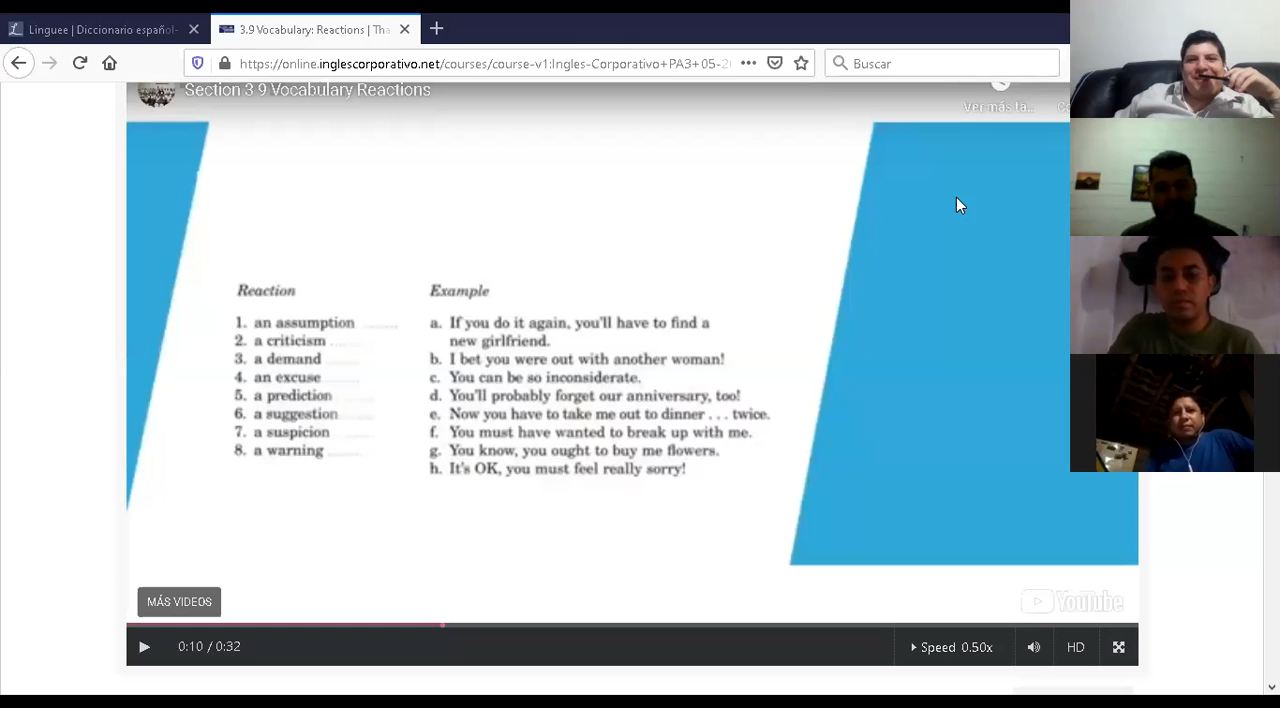 Linguee | Diccionario español-
3.9 Vocabulary: Reactions | Tha
https://online.inglescorporativo.net/courses/course-v1:Ingles-Corporativo+PA3+05-2
Buscar
Section 3 9 Vocabulary Reactions
Ver más ta...
Reaction
1. an assumption
2. a criticism
3. a demand
4. an excuse
5. a prediction
6. a suggestion
7. a suspicion
8. a warning
Example
a. If you do it again, you'll have to find a
new girlfriend.
b. I bet you were out with another woman!
c. You can be so inconsiderate.
d. You'll probably forget our anniversary, too!
e. Now you have to take me out to dinner . . . twice.
f. You must have wanted to break up with me.
g. You know, you ought to buy me flowers.
h. It's OK, you must feel really sorry!
MÁS VIDEOS
YouTube
0:10 / 0:32
Speed 0.50x
HD